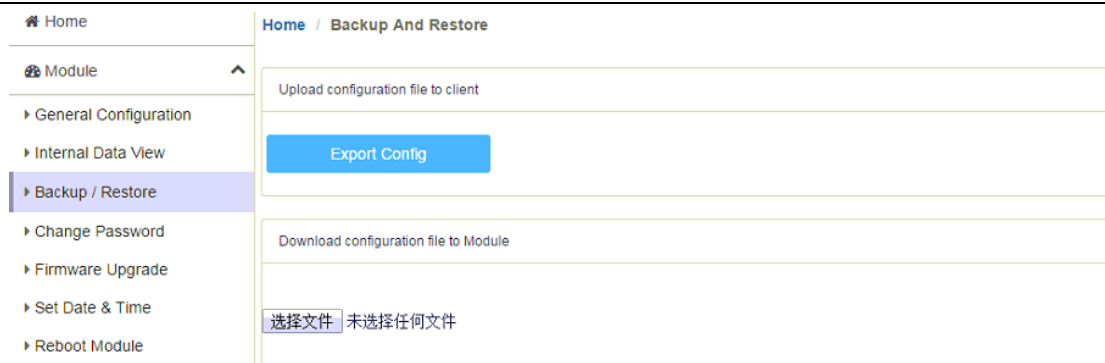 Home
Module
General Configuration
Internal Data View
Backup / Restore
Change Password
Firmware Upgrade
Set Date & Time
Reboot Module
Home / Backup And Restore
Upload configuration file to client
Export Config
Download configuration file to Module
选择文件 未选择任何文件